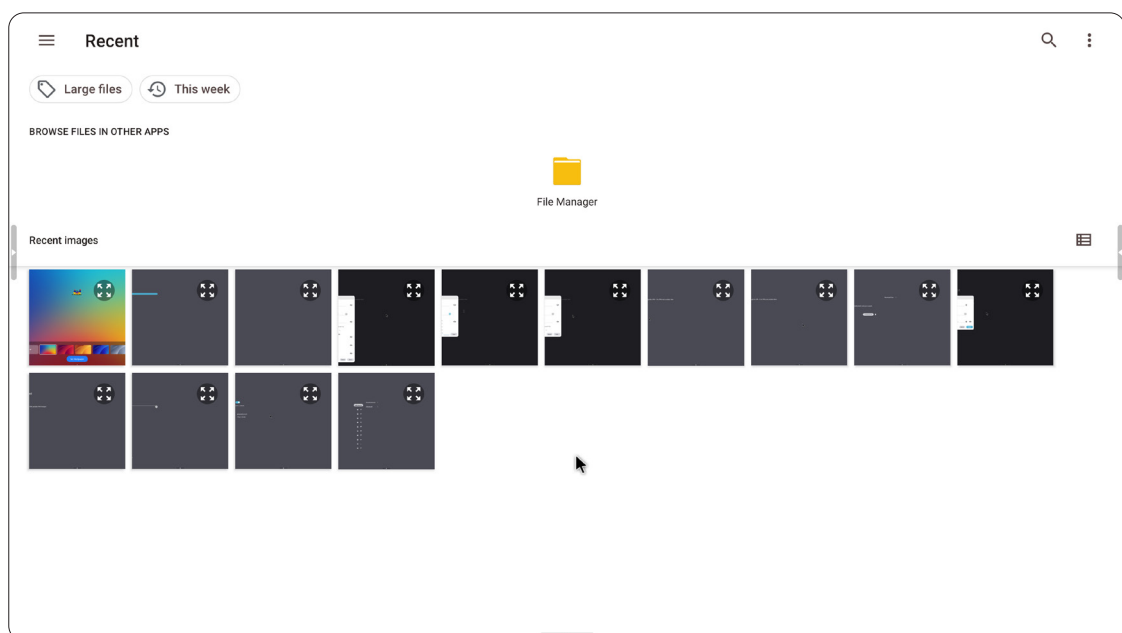 Recent
Large files
This week
BROWSE FILES IN OTHER APPS
File Manager
Recent images